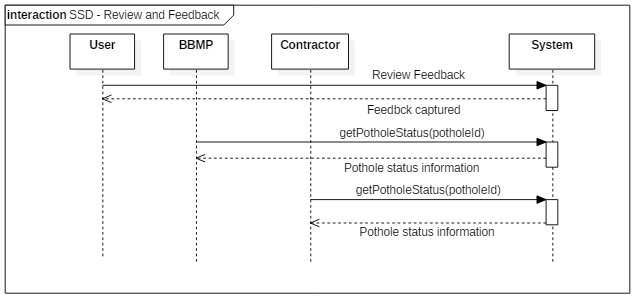 interaction SSD - Review and Feedback
User BBMP Contractor System
Review Feedback
Feedbck captured
getPotholeStatus(potholeId)
Pothole status information
getPotholeStatus(potholeId)
Pothole status information